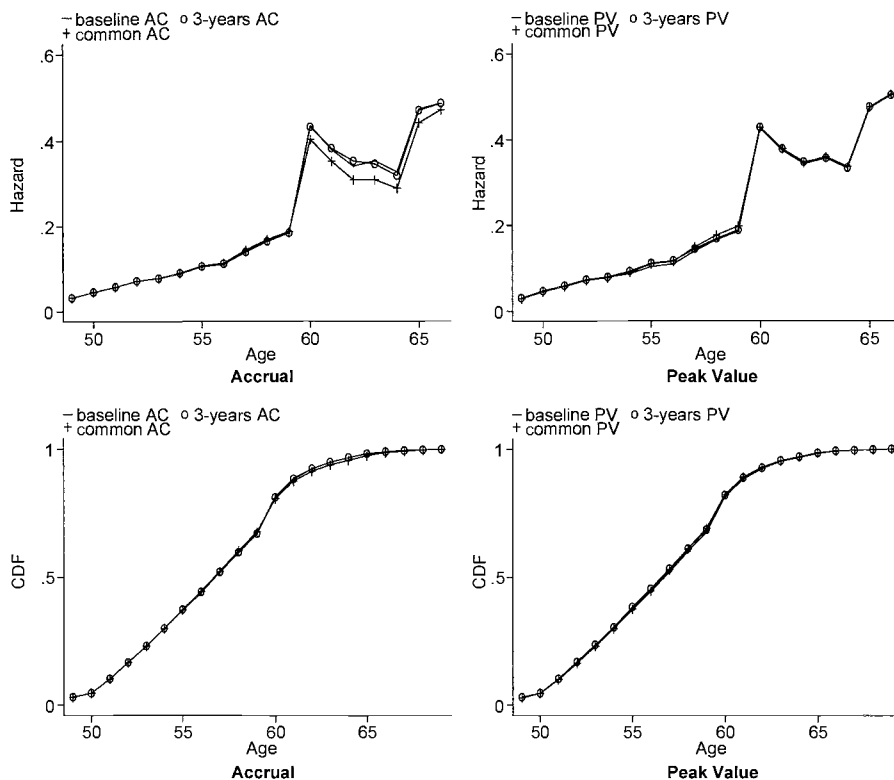 — baseline AC o 3-years AC
+ common AC
.6
.4
.2
0
Hazard
50 55 60 65
Age
Accrual
— baseline PV o 3-years PV
+ common PV
.6
.4
.2
0
Hazard
50 55 60 65
Age
Peak Value
— baseline AC o 3-years AC
+ common AC
1
.5
0
CDF
50 55 60 65
Age
Accrual
— baseline PV o 3-years PV
+ common PV
1
.5
0
CDF
50 55 60 65
Age
Peak Value